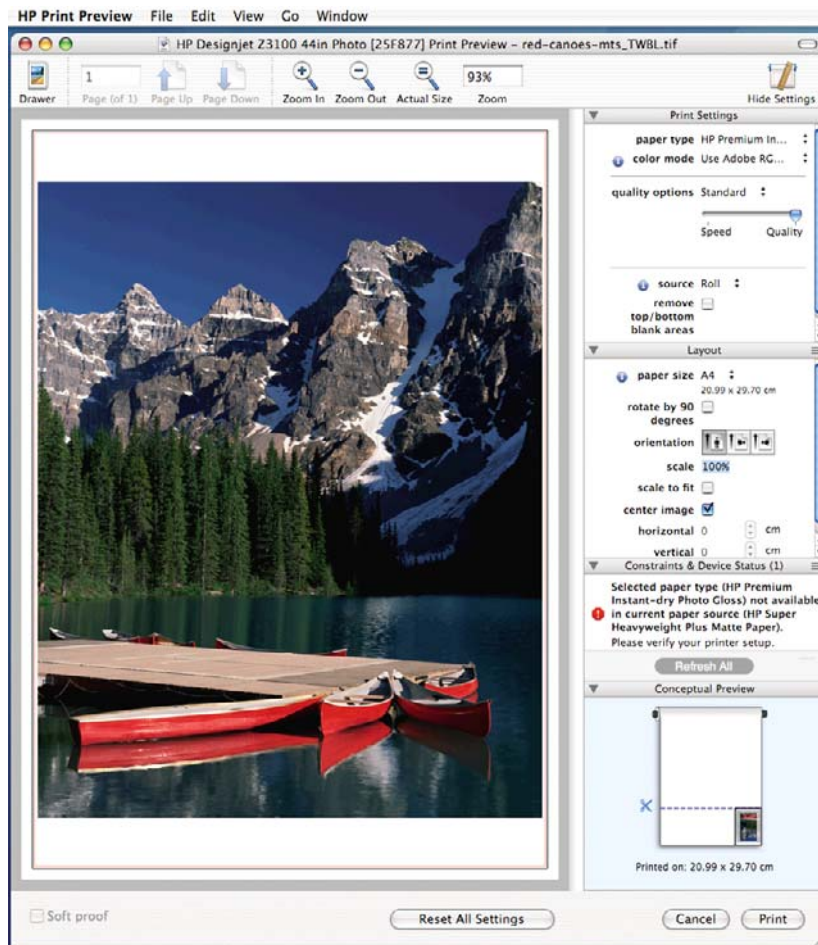 HP Print Preview File Edit View Go Window
HP Designjet Z3100 44in Photo [25F877] Print Preview – red-canoes-mts_TWBL.tif
1
93%
Drawer Page (of 1) Page Up Page Down Zoom In Zoom Out Actual Size Zoom Hide Settings
Print Settings
paper type HP Premium In...
color mode Use Adobe RG...
quality options Standard
Speed Quality
source Roll
remove
top/bottom
blank areas
Layout
paper size A4
20.99 x 29.70 cm
rotate by 90
degrees
orientation
scale 100%
scale to fit
center image
horizontal 0 cm
vertical 0 cm
Constraints & Device Status (1)
Selected paper type (HP Premium
Instant-dry Photo Gloss) not available
in current paper source (HP Super
Heavyweight Plus Matte Paper).
Please verify your printer setup.
Refresh All
Conceptual Preview
Printed on: 20.99 x 29.70 cm
Soft proof
Reset All Settings
Cancel
Print